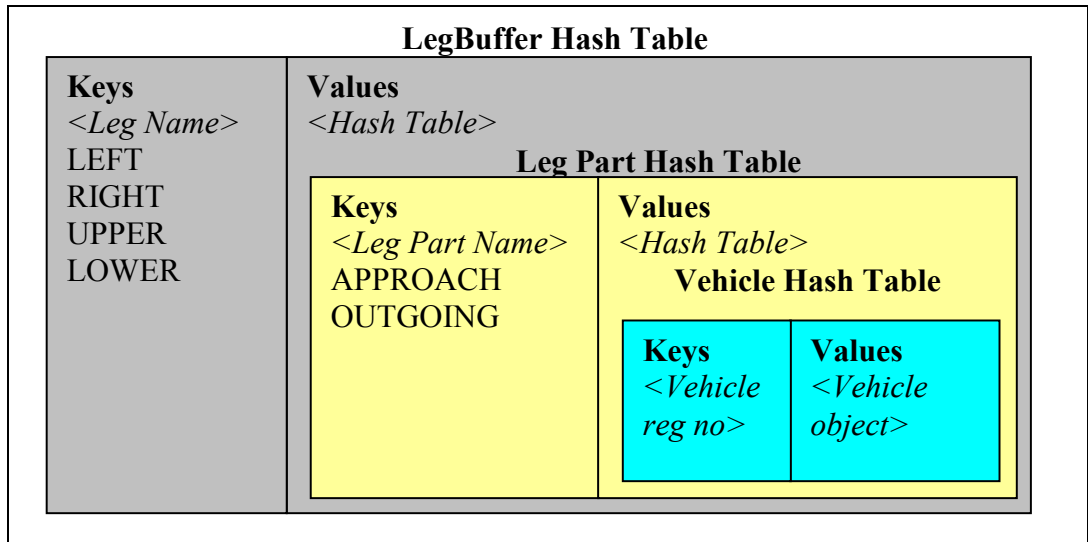 LegBuffer Hash Table
Keys
<Leg Name>
LEFT
RIGHT
UPPER
LOWER
Values
<Hash Table>
Leg Part Hash Table
Keys
<Leg Part Name>
APPROACH
OUTGOING
Values
<Hash Table>
Vehicle Hash Table
Keys
<Vehicle
reg no>
Values
<Vehicle
object>